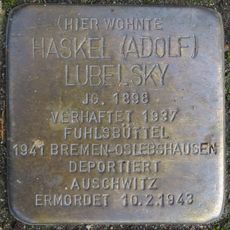 HIER WOHNTE
HASKEL (ADOLF)
LUBELSKY
JG. 1898
VERHAFTET 1937
FUHLSBÜTTEL
1941 BREMEN-OSLEBSHAUSEN
DEPORTIERT
AUSCHWITZ
ERMORDET 10.2.1943